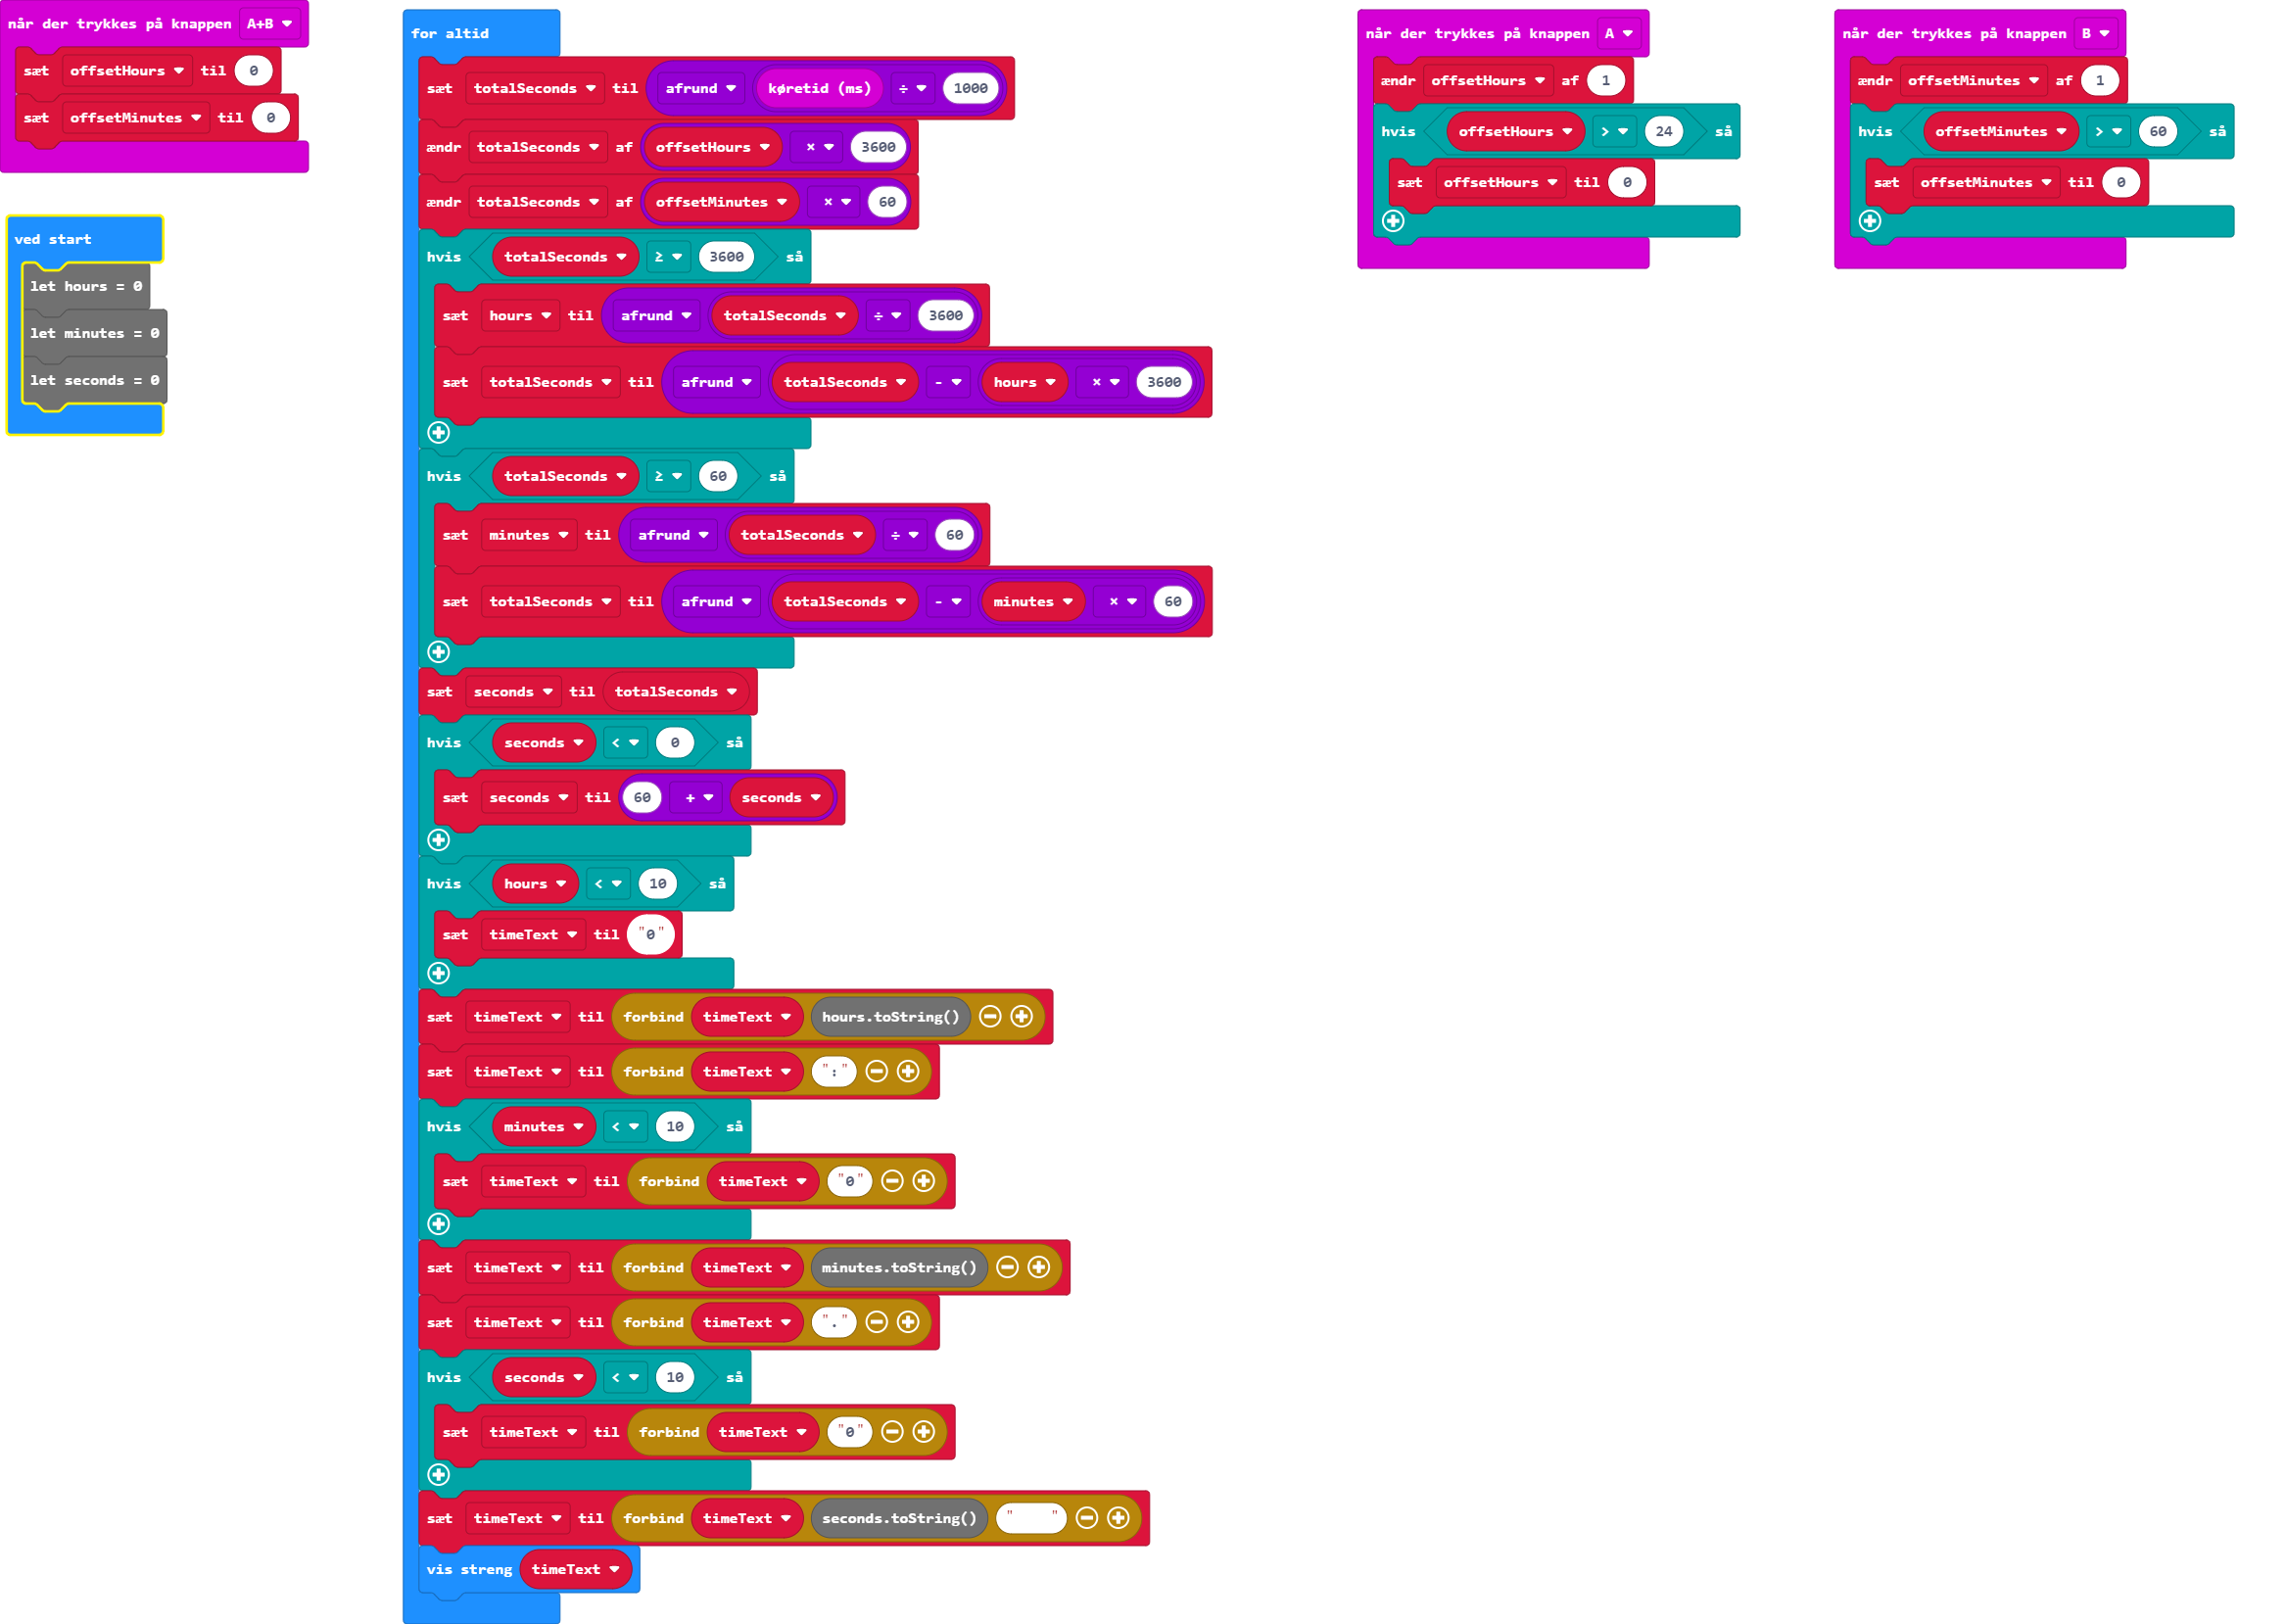 når der trykkes på knappen A+B
sæt offsetHours til 0
sæt offsetMinutes til 0
ved start
let hours = 0
let minutes = 0
let seconds = 0
for altid
sæt totalSeconds til afrund køretid (ms) ÷ 1000
ændr totalSeconds af offsetHours × 3600
ændr totalSeconds af offsetMinutes × 60
hvis totalSeconds ≥ 3600 så
sæt hours til afrund totalSeconds ÷ 3600
sæt totalSeconds til afrund totalSeconds - hours × 3600
hvis totalSeconds ≥ 60 så
sæt minutes til afrund totalSeconds ÷ 60
sæt totalSeconds til afrund totalSeconds - minutes × 60
sæt seconds til totalSeconds
hvis seconds < 0 så
sæt seconds til 60 + seconds
hvis hours < 10 så
sæt timeText til "0"
sæt timeText til forbind timeText hours.toString()
sæt timeText til forbind timeText ":"
hvis minutes < 10 så
sæt timeText til forbind timeText "0"
sæt timeText til forbind timeText minutes.toString()
sæt timeText til forbind timeText "."
hvis seconds < 10 så
sæt timeText til forbind timeText "0"
sæt timeText til forbind timeText seconds.toString() "    "
vis streng timeText
når der trykkes på knappen A
ændr offsetHours af 1
hvis offsetHours > 24 så
sæt offsetHours til 0
når der trykkes på knappen B
ændr offsetMinutes af 1
hvis offsetMinutes > 60 så
sæt offsetMinutes til 0